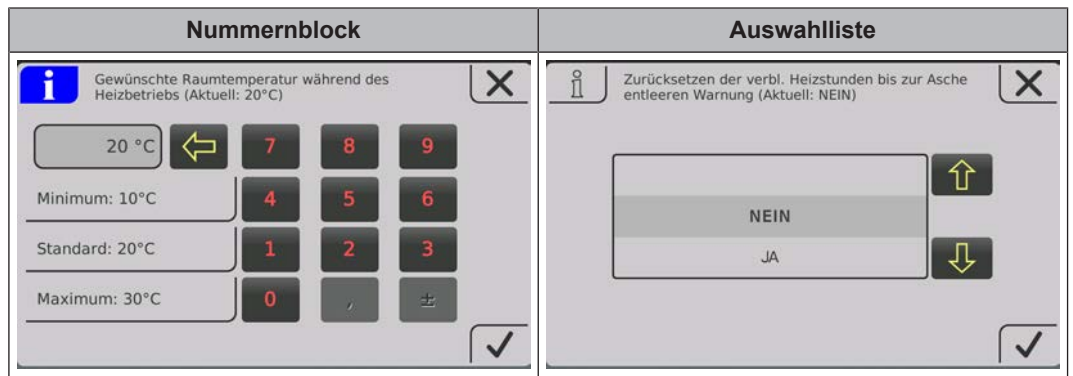 Nummernblock
Auswahlliste
i
Gewünschte Raumtemperatur während des
Heizbetriebs (Aktuell: 20°C)
20 °C
7 8 9
Minimum: 10°C
4 5 6
Standard: 20°C
1 2 3
Maximum: 30°C
0 , ±
i
Zurücksetzen der verbl. Heizstunden bis zur Asche
entleeren Warnung (Aktuell: NEIN)
NEIN
JA